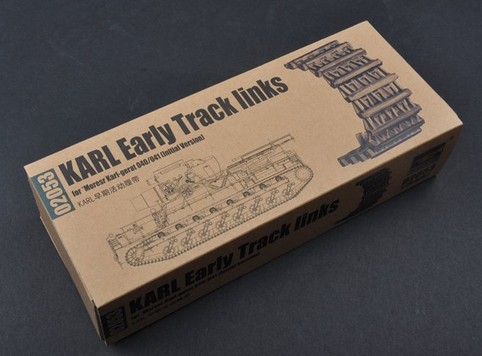 02053
KARL Early Track links
for "Morser Karl-gerat 040/041 (Initial Version)
KARL早期活动履带
02053
KARL Early Track links